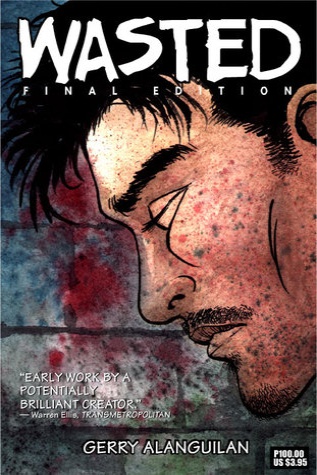 WASTED
FINAL EDITION
"EARLY WORK BY A
POTENTIALLY
BRILLIANT CREATOR."
— Warren Ellis, TRANSMETROPOLITAN
GERRY ALANGUILAN
P100.00
US $3.95